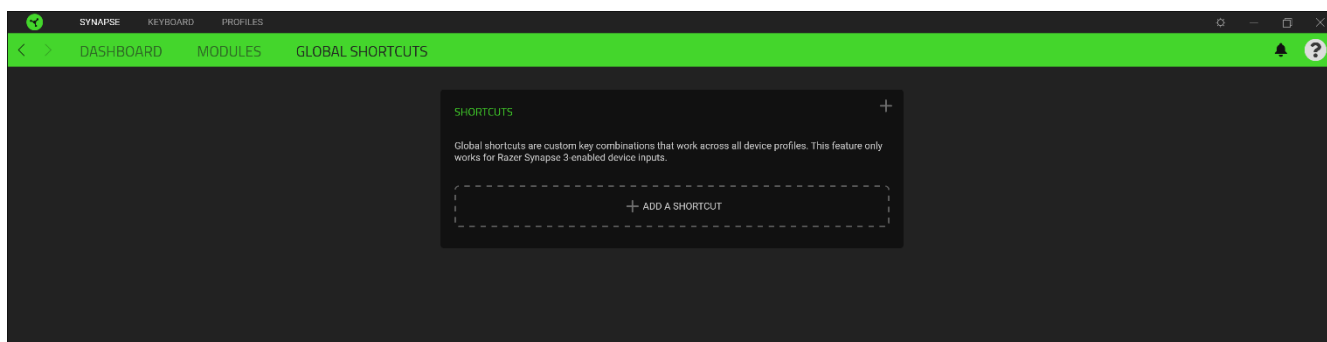 SYNAPSE KEYBOARD PROFILES
DASHBOARD MODULES GLOBAL SHORTCUTS
?
SHORTCUTS
Global shortcuts are custom key combinations that work across all device profiles. This feature only
works for Razer Synapse 3-enabled device inputs.
ADD A SHORTCUT